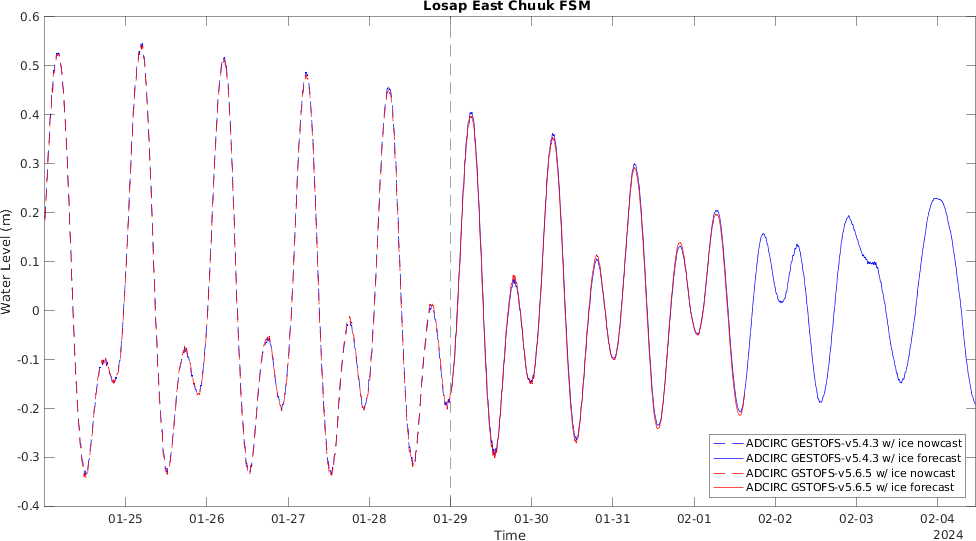 Losap East Chuuk FSM
0.6
0.5
0.4
0.3
0.2
0.1
0
-0.1
-0.2
-0.3
-0.4
Water Level (m)
ADCIRC GESTOFS-v5.4.3 w/ ice nowcast
ADCIRC GESTOFS-v5.4.3 w/ ice forecast
ADCIRC GSTOFS-v5.6.5 w/ ice nowcast
ADCIRC GSTOFS-v5.6.5 w/ ice forecast
01-25 01-26 01-27 01-28 01-29 01-30 01-31 02-01 02-02 02-03 02-04
Time
2024